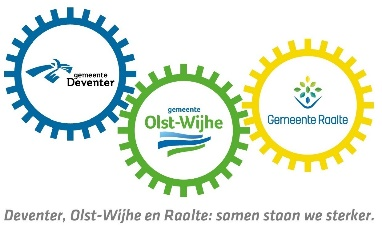 gemeente
Deventer
gemeente
Olst-Wijhe
Gemeente Raalte
Deventer, Olst-Wijhe en Raalte: samen staan we sterker.